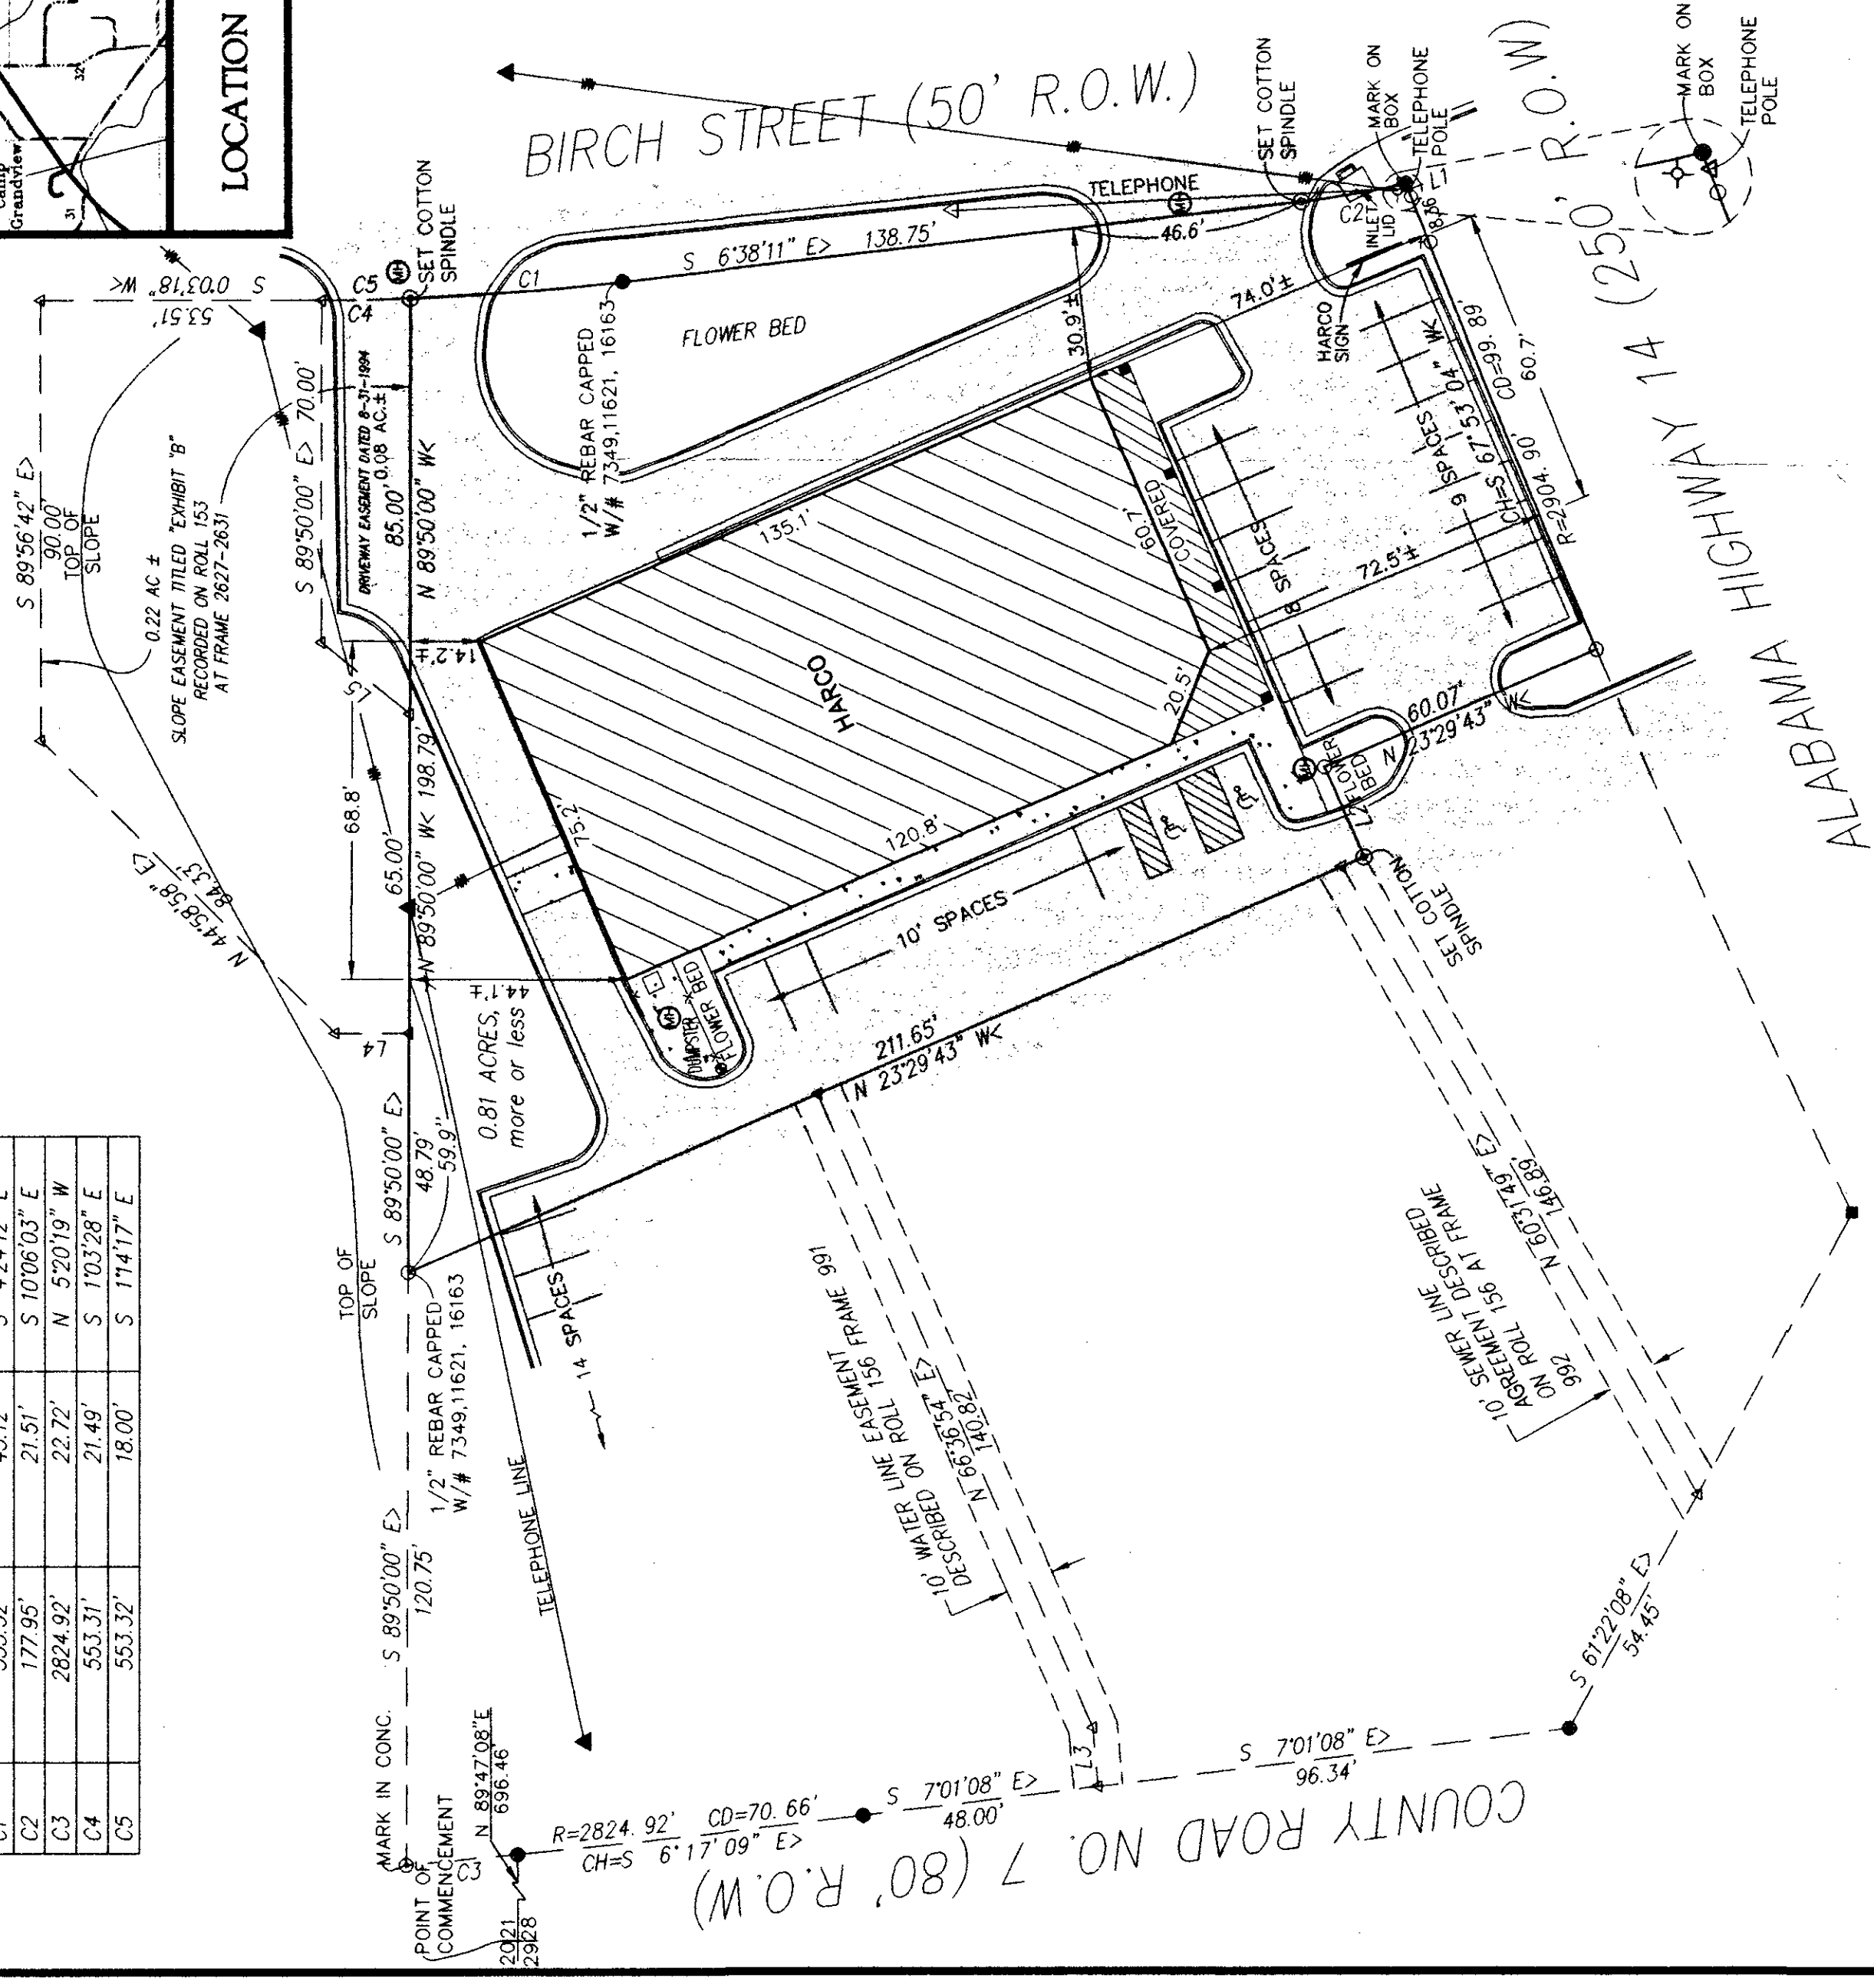 Camp
Grandview
31
32
LOCATION
S 89°56'42" E>
90.00'
TOP OF
SLOPE
0.22 AC ±
SLOPE EASEMENT TITLED "EXHIBIT "B"
RECORDED ON ROLL 153
AT FRAME 2627-2631
S 0°03'18" W<
53.51'
S 89°50'00" E> 70.00'
DRIVEWAY EASEMENT DATED 8-31-1994
0.08 AC.±
85.00'
N 89°50'00" W<
C5
C4
MH
SET COTTON
SPINDLE
C1
BIRCH STREET (50' R.O.W.)
S 6°38'11" E> 138.75'
FLOWER BED
1/2" REBAR CAPPED
W/# 7349,11621, 16163
TELEPHONE
MH
46.6'
30.9'±
74.0'±
SET COTTON
SPINDLE
C2
INLET
LID
MARK ON
BOX
TELEPHONE
POLE
L1
HARCO
SIGN
MARK ON
BOX
TELEPHONE
POLE
N 44°58'58" E>
84.33'
L5
L4
68.8'
14.2'±
65.00'
N 89°50'00" W< 198.79'
44.1'±
75.2'
135.1'
HARCO
120.8'
60.7'
COVERED
20.5'
8 SPACES
72.5'±
9 SPACES
CH=S 67°53'04" W<
CD=99.89'
R=2904.90'
60.7'
60.07'
N 23°29'43" W<
MH
FLOWER
BED
L2
SET COTTON
SPINDLE
10' SPACES
MH
DUMPSTER
FLOWER BED
211.65'
N 23°29'43" W<
0.81 ACRES,
more or less
S 89°50'00" E>
48.79'
59.9"
TOP OF
SLOPE
1/2" REBAR CAPPED
W/# 7349,11621, 16163
14 SPACES
TELEPHONE LINE
S 89°50'00" E>
120.75'
MARK IN CONC.
POINT OF
COMMENCEMENT
C3
N 89°47'08"E
696.46'
20 21
29 28
R=2824.92' CD=70.66'
CH=S 6°17'09" E>
S 7°01'08" E>
48.00'
L3
S 7°01'08" E>
96.34'
COUNTY ROAD NO. 7 (80' R.O.W)
10' WATER LINE EASEMENT
DESCRIBED ON ROLL 156 FRAME 991
N 66°36'54" E>
140.82'
10' SEWER LINE
AGREEMENT DESCRIBED
ON ROLL 156 AT FRAME
992
N 60°31'49" E>
146.89'
S 61°22'08" E>
54.45'
ALABAMA HIGHWAY 14 (250' R.O.W)
C2 177.95' 21.51' S 10°06'03" E
C3 2824.92' 22.72' N 5°20'19" W
C4 553.31' 21.49' S 1°03'28" E
C5 553.32' 18.00' S 1°14'17" E